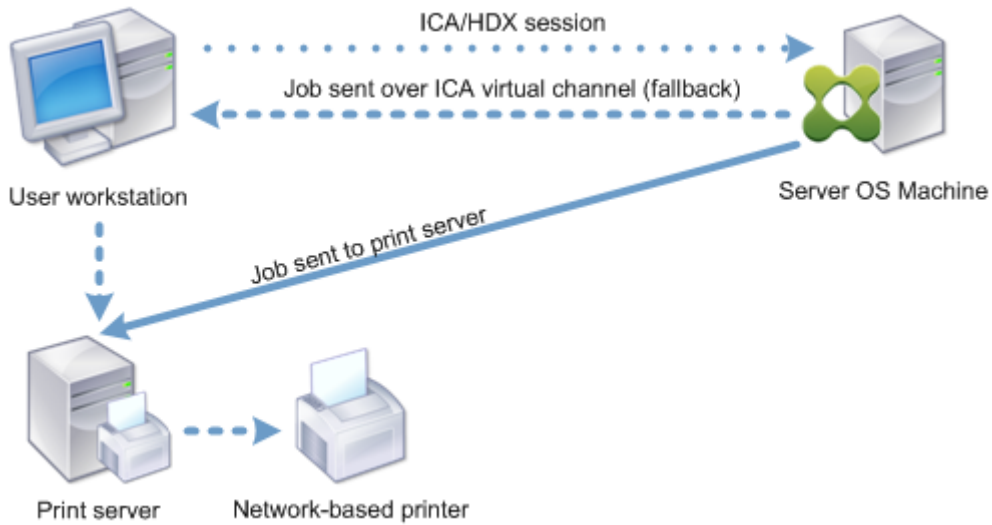 ICA/HDX session
Job sent over ICA virtual channel (fallback)
User workstation
Server OS Machine
Job sent to print server
Print server
Network-based printer